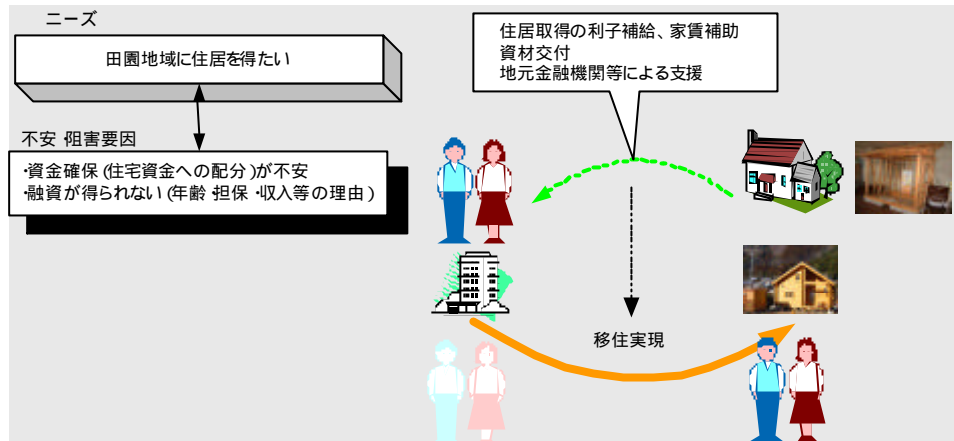 ニーズ
田園地域に住居を得たい
不安・阻害要因
・資金確保(住宅資金への配分)が不安
・融資が得られない(年齢・担保・収入等の理由)
住居取得の利子補給、家賃補助
資材交付
地元金融機関等による支援
移住実現